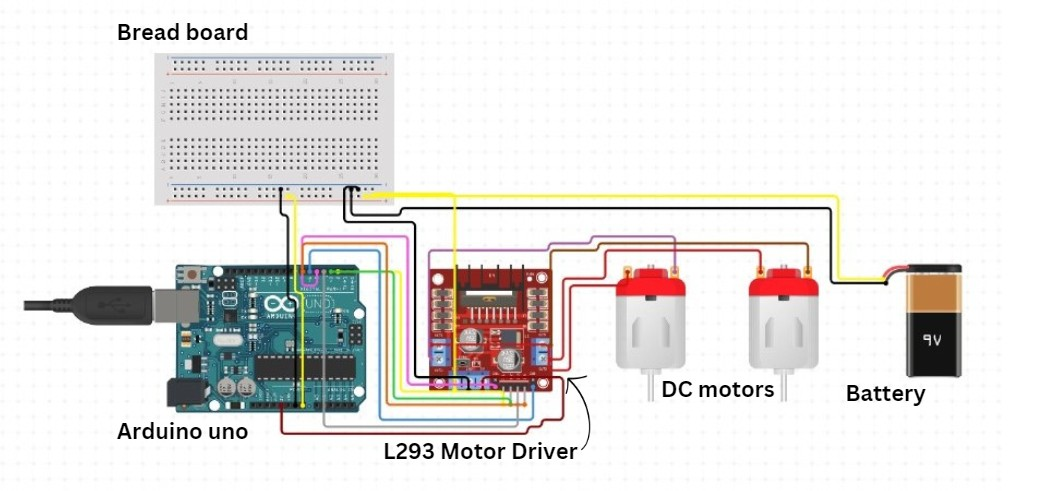 Bread board
UNO
ARDUINO
9V
DC motors
Battery
Arduino uno
L293 Motor Driver